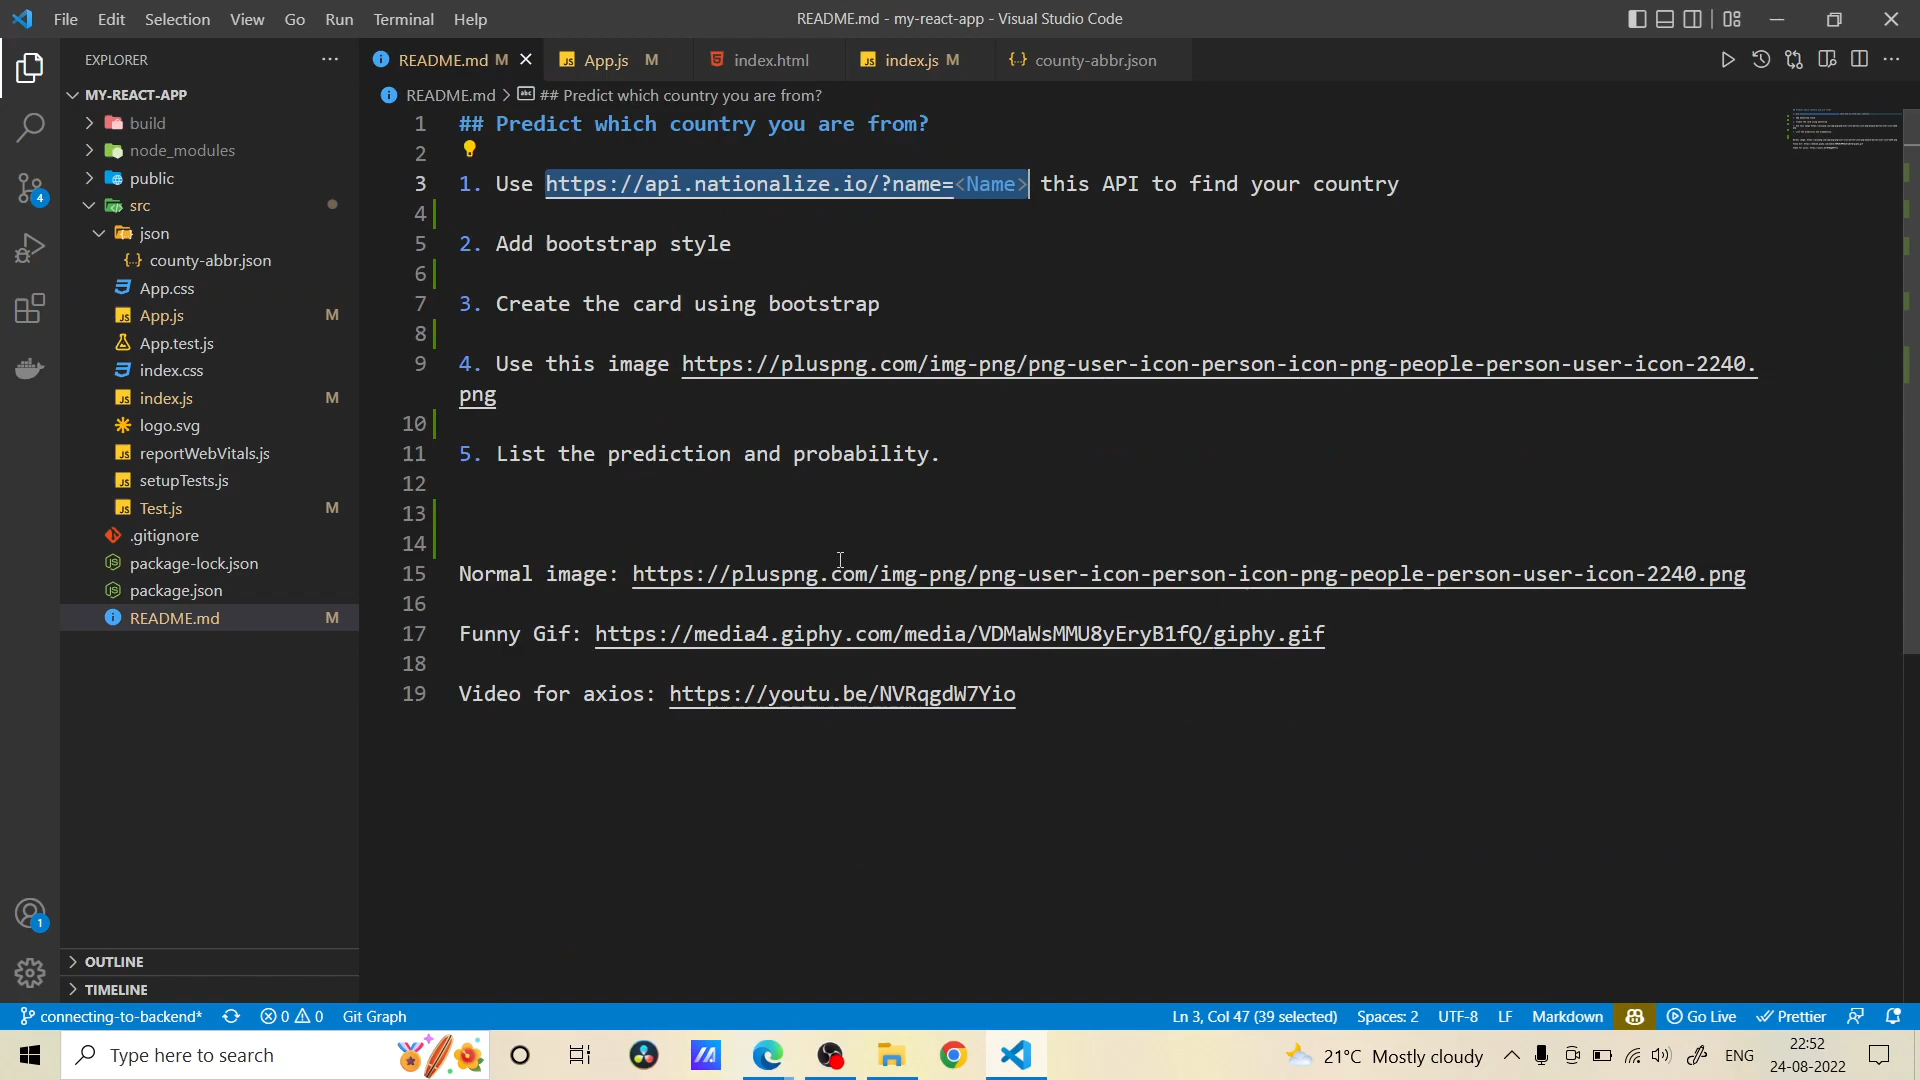 File Edit Selection View Go Run Terminal Help
README.md - my-react-app - Visual Studio Code
EXPLORER
README.md M
App.js M
index.html
index.js M
county-abbr.json
MY-REACT-APP
README.md > ## Predict which country you are from?
build
node_modules
public
src
json
county-abbr.json
App.css
App.js M
App.test.js
index.css
index.js M
logo.svg
reportWebVitals.js
setupTests.js
Test.js M
.gitignore
package-lock.json
package.json
README.md M
OUTLINE
TIMELINE
1 ## Predict which country you are from?
2
3 1. Use https://api.nationalize.io/?name=<Name> this API to find your country
4
5 2. Add bootstrap style
6
7 3. Create the card using bootstrap
8
9 4. Use this image https://pluspng.com/img-png/png-user-icon-person-icon-png-people-person-user-icon-2240.
png
10
11 5. List the prediction and probability.
12
13
14
15 Normal image: https://pluspng.com/img-png/png-user-icon-person-icon-png-people-person-user-icon-2240.png
16
17 Funny Gif: https://media4.giphy.com/media/VDMaWsMMU8yEryB1fQ/giphy.gif
18
19 Video for axios: https://youtu.be/NVRqgdW7Yio
4
1
connecting-to-backend* 0 0 Git Graph
Ln 3, Col 47 (39 selected) Spaces: 2 UTF-8 LF Markdown Go Live Prettier
Type here to search
21°C Mostly cloudy
ENG
22:52
24-08-2022